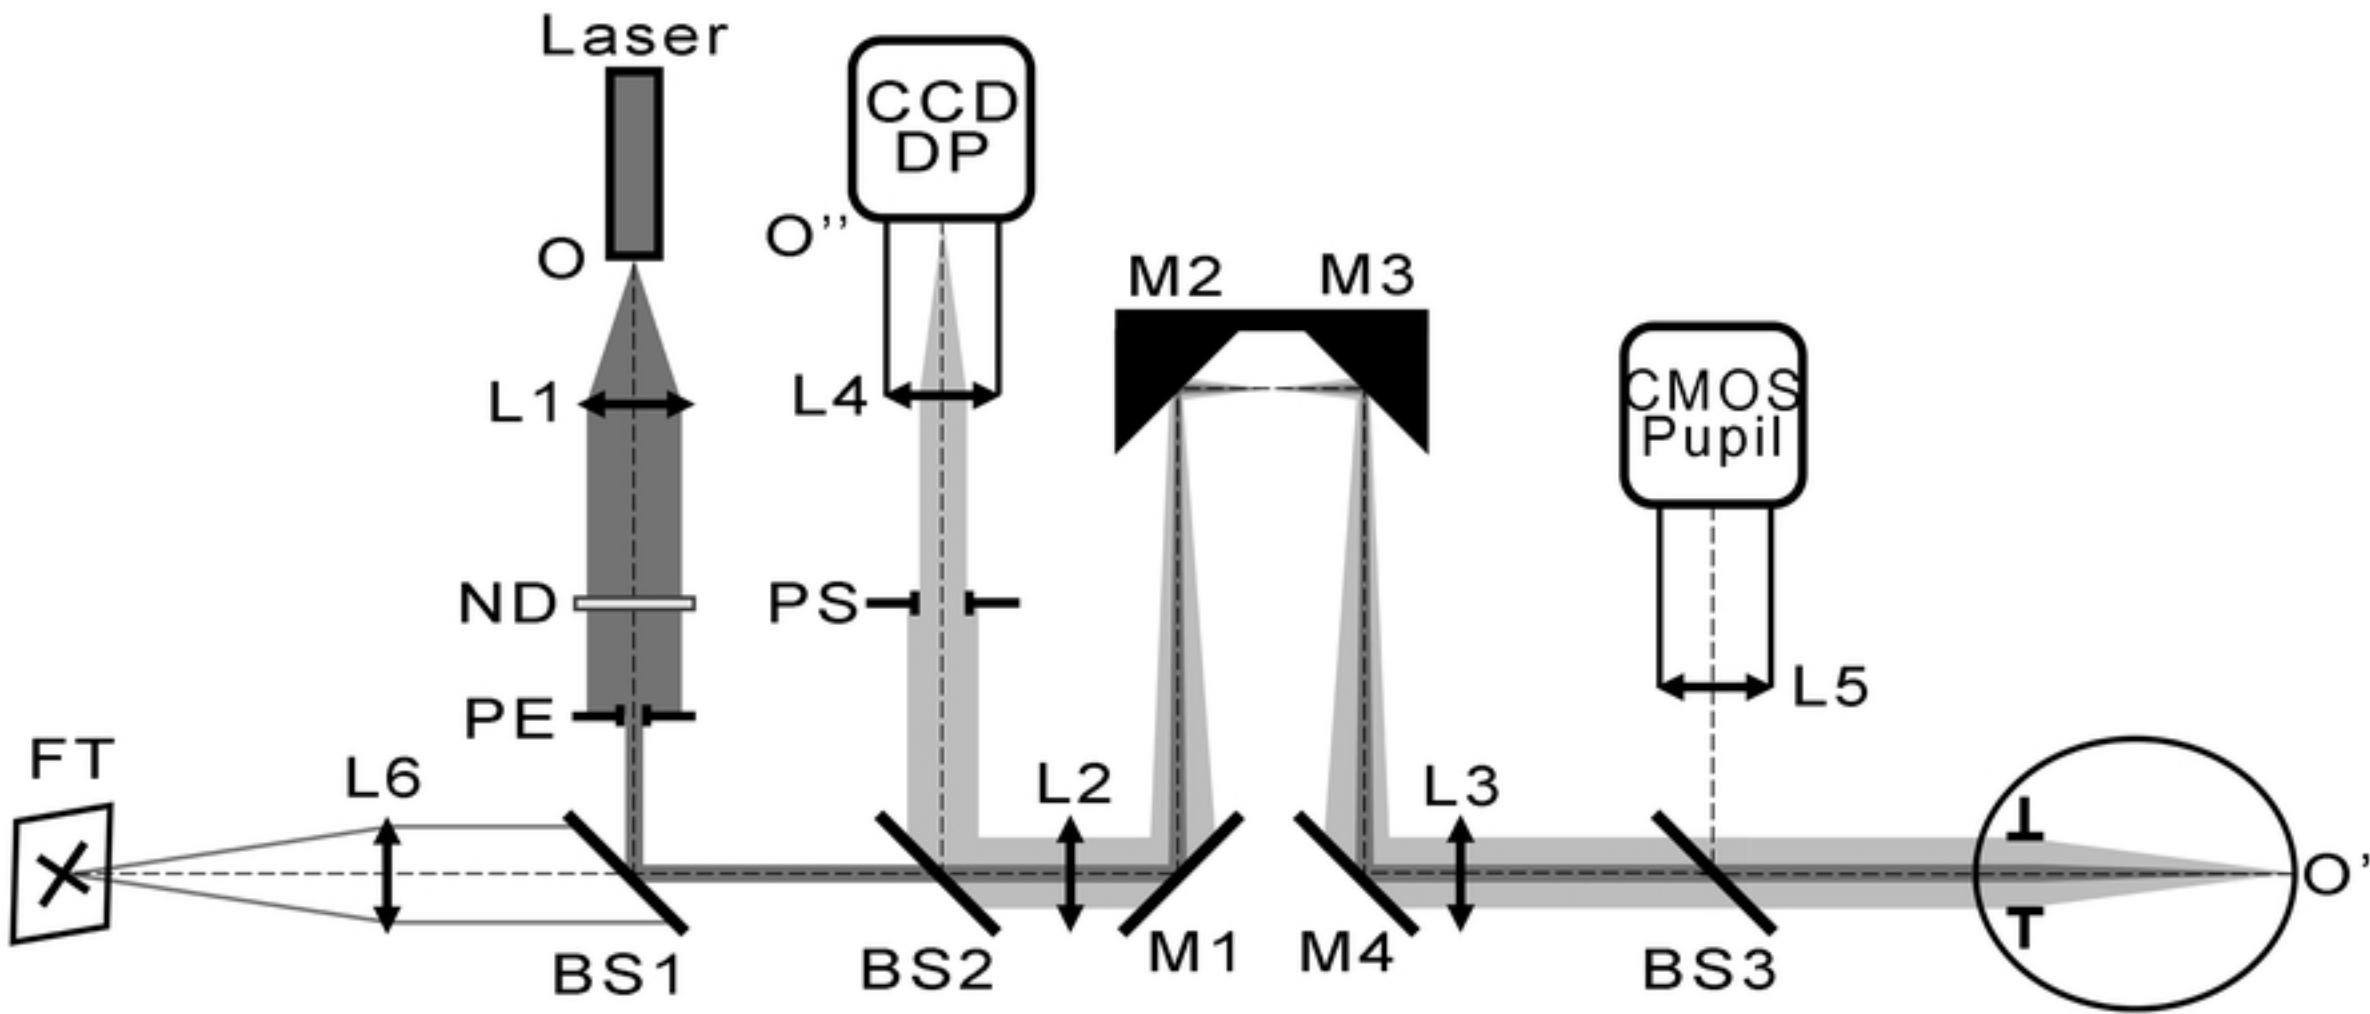 Laser
CCD
DP
O
O’’
M2
M3
L1
L4
CMOS
Pupil
ND
PS
L5
PE
FT
L6
L2
L3
O’
BS1
BS2
M1
M4
BS3